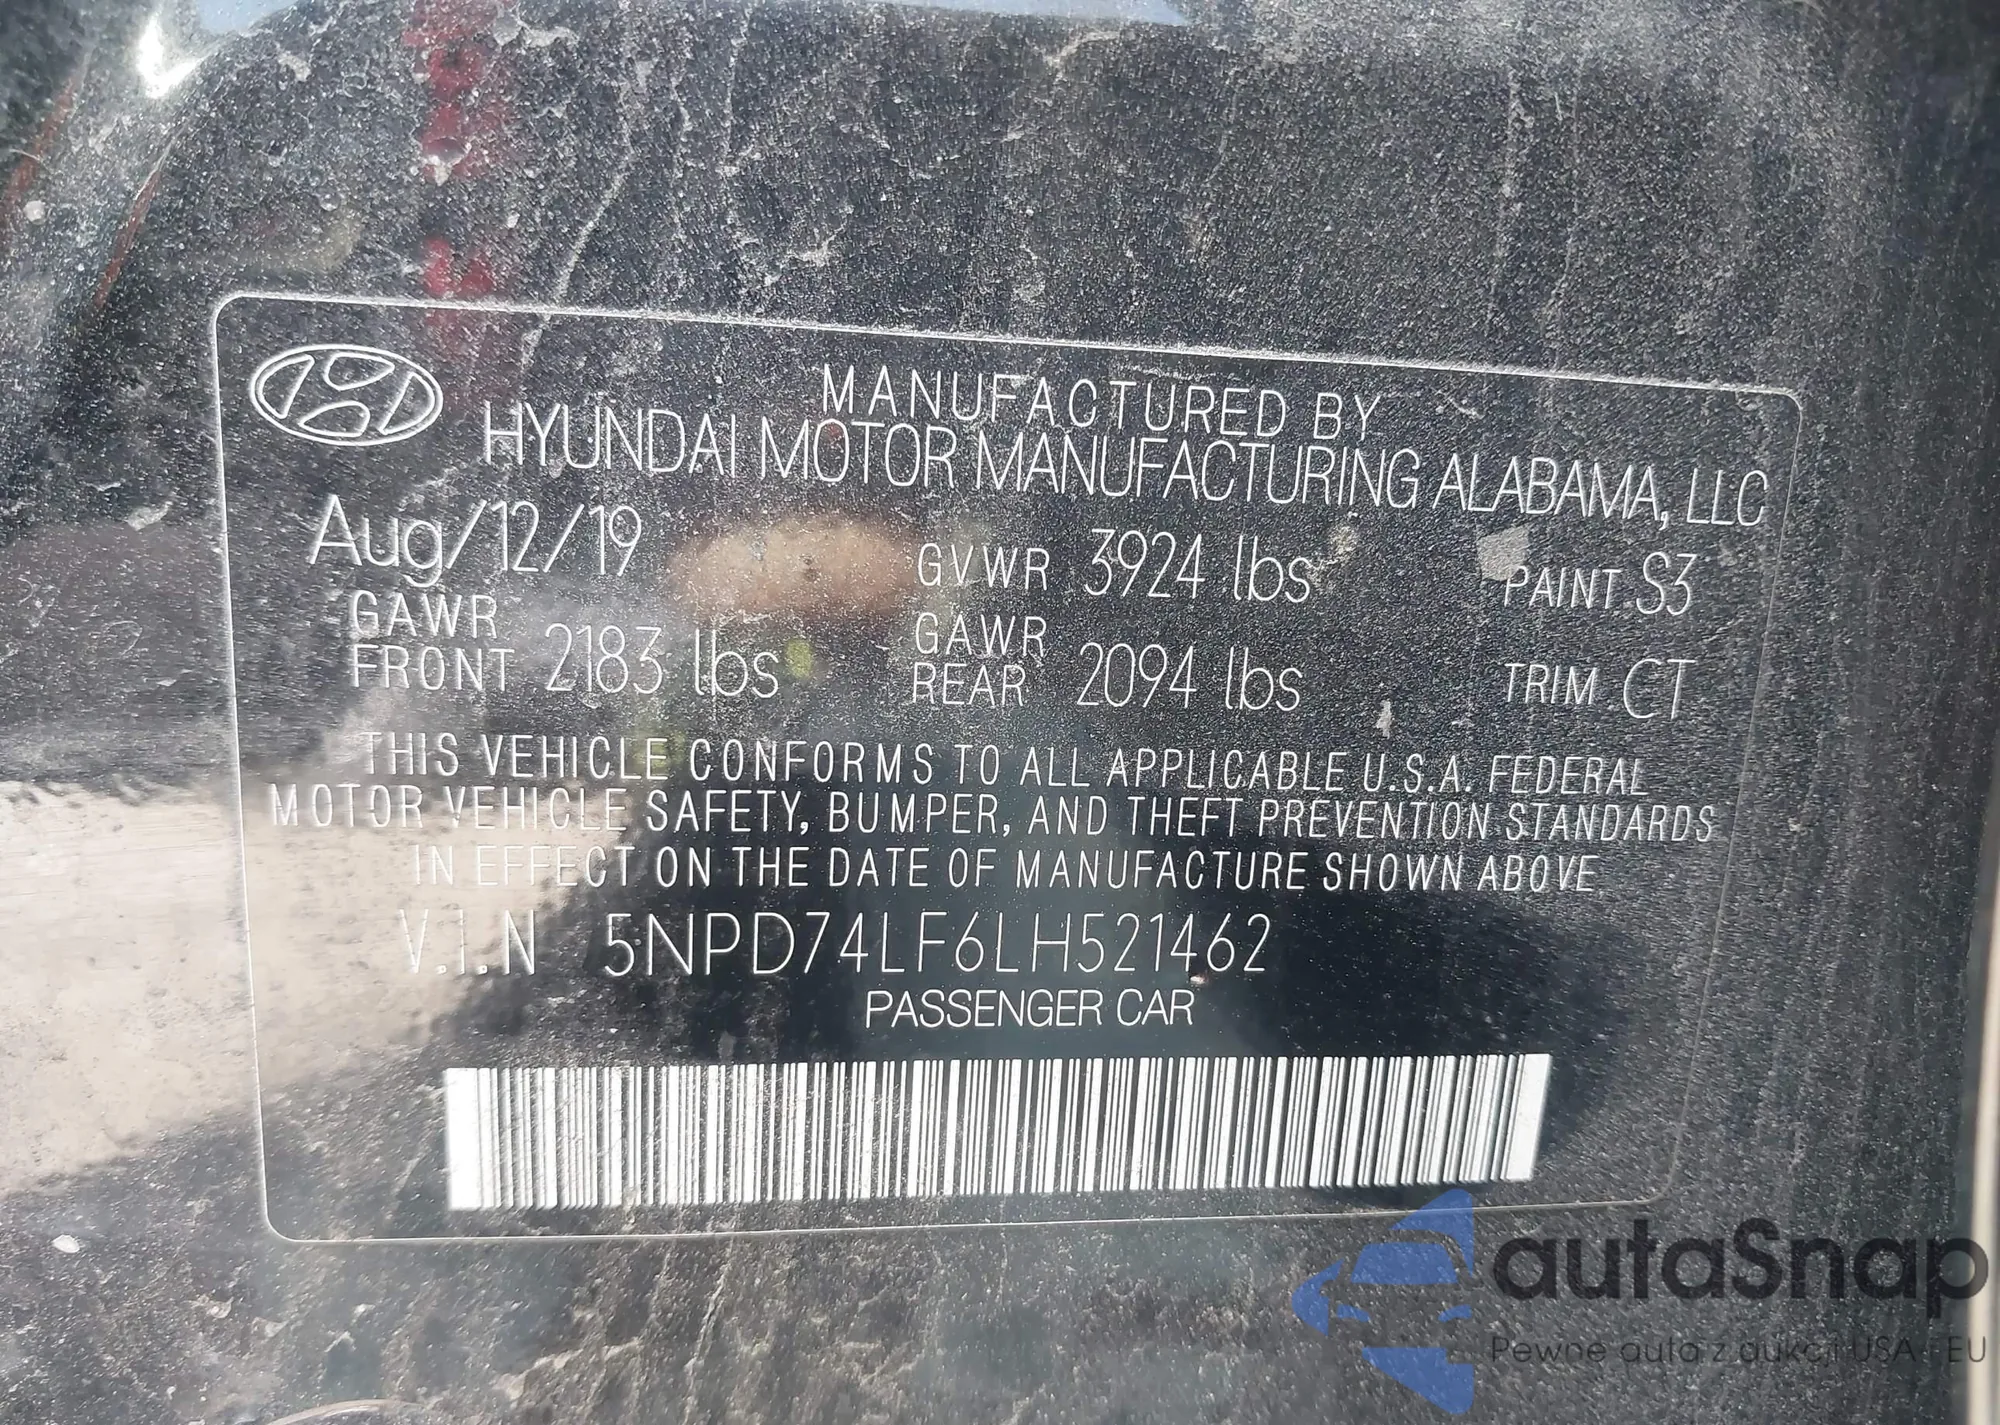 MANUFACTURED BY
HYUNDAI MOTOR MANUFACTURING ALABAMA, LLC
Aug/12/19 GVWR 3924 lbs PAINT S3
GAWR FRONT 2183 lbs GAWR REAR 2094 lbs TRIM CT
THIS VEHICLE CONFORMS TO ALL APPLICABLE U.S.A. FEDERAL
MOTOR VEHICLE SAFETY, BUMPER, AND THEFT PREVENTION STANDARDS
IN EFFECT ON THE DATE OF MANUFACTURE SHOWN ABOVE
V.I.N 5NPD74LF6LH521462
PASSENGER CAR
autaSnap
Pewne auta z aukcji USA i EU